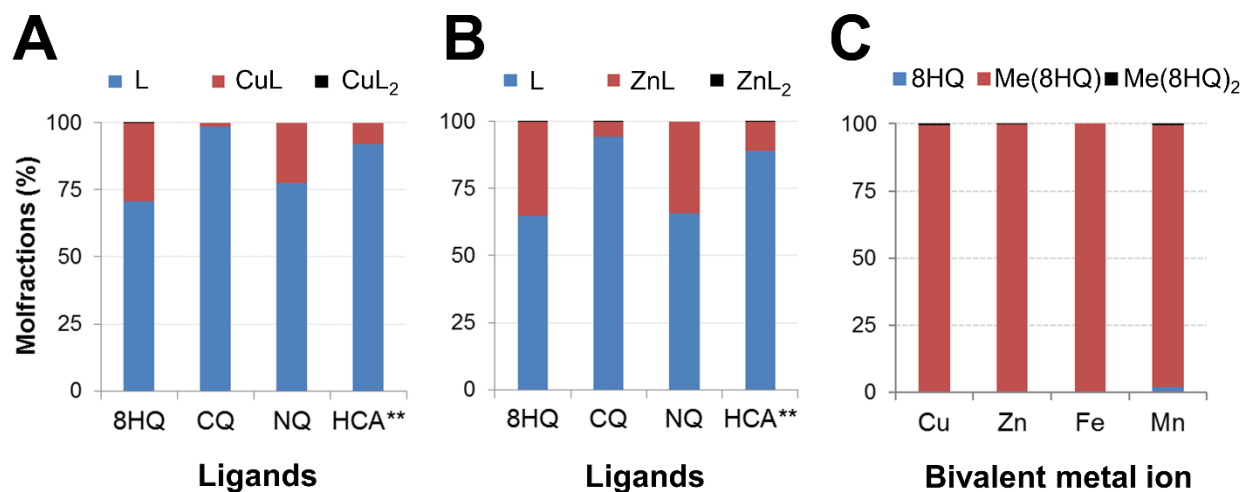 A
L CuL CuL₂
Molfractions (%)
100
75
50
25
0
8HQ CQ NQ HCA**
Ligands
B
L ZnL ZnL₂
100
75
50
25
0
8HQ CQ NQ HCA**
Ligands
C
8HQ Me(8HQ) Me(8HQ)₂
100
75
50
25
0
Cu Zn Fe Mn
Bivalent metal ion